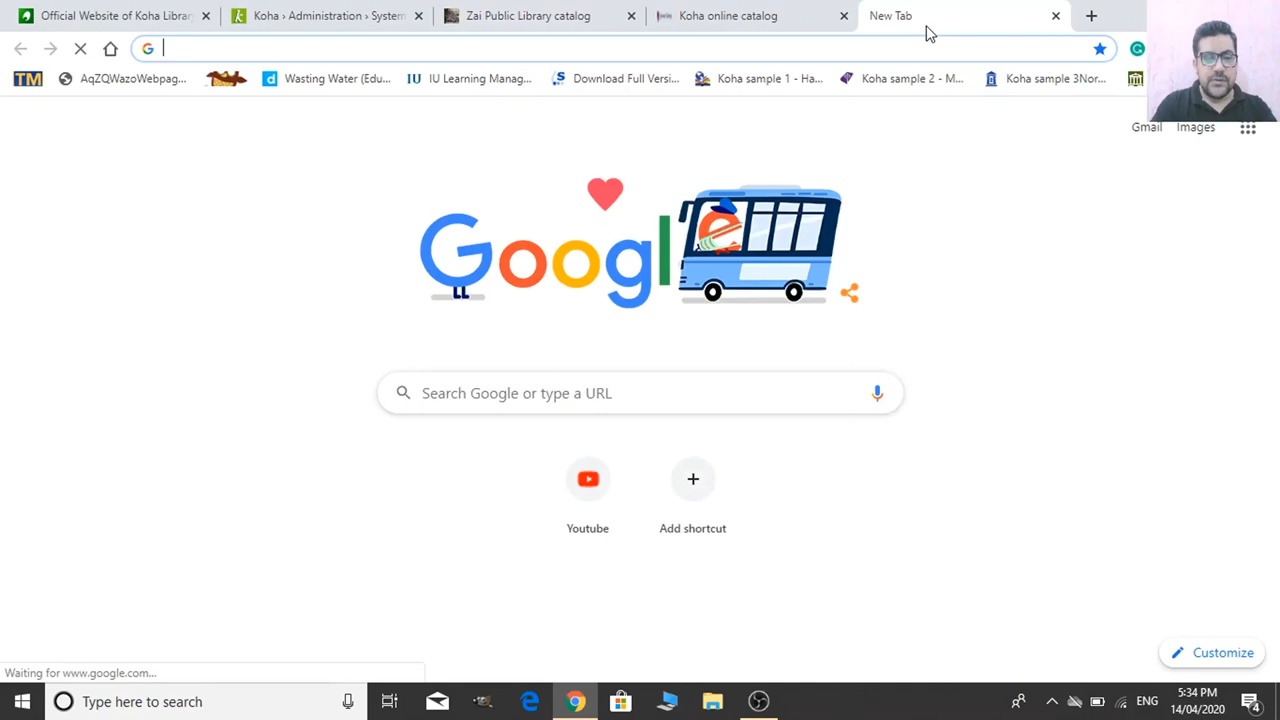 Official Website of Koha Librar
Koha › Administration › System
Zai Public Library catalog
Koha online catalog
New Tab
TM
AqZQWazoWebpag...
Wasting Water (Edu...
IU
IU Learning Manag...
Download Full Versi...
Koha sample 1 - Ha...
Koha sample 2 - M...
Koha sample 3Nor...
Gmail
Images
Google
Search Google or type a URL
Youtube
Add shortcut
Customize
Waiting for www.google.com...
Type here to search
ENG
5:34 PM
14/04/2020
4